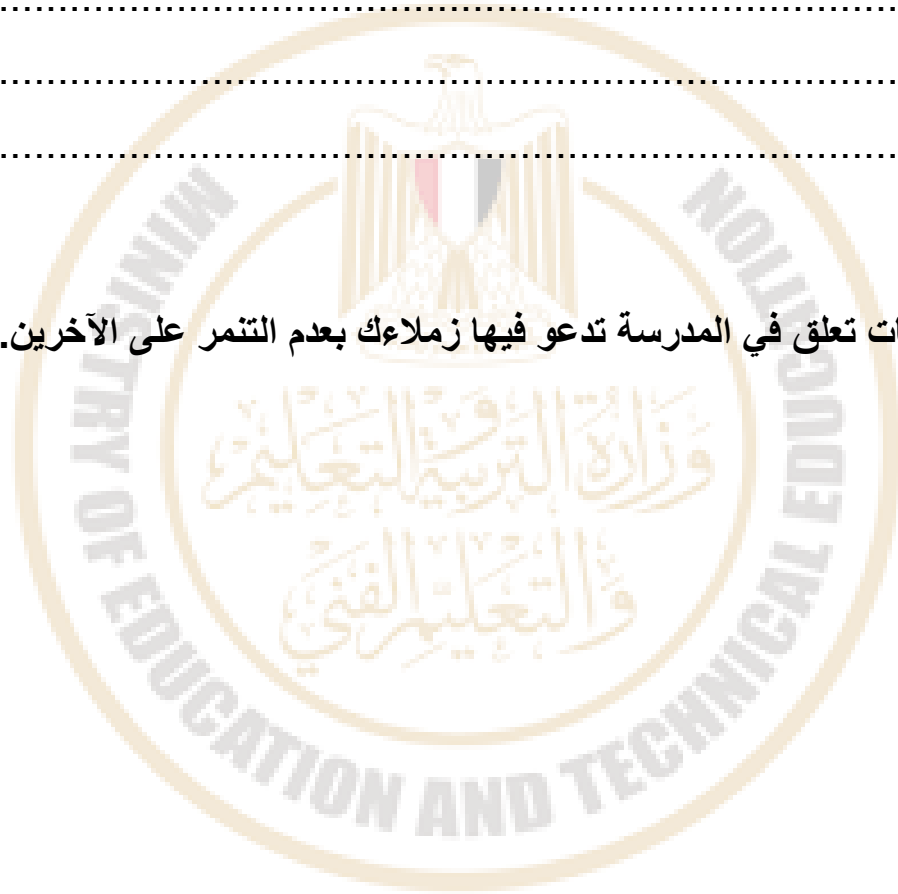 ................................................................................
................................................................................
................................................................................
ات تعلق في المدرسة تدعو فيها زملاءك بعدم التنمر على الآخرين.
وزارة التربية والتعليم
والتعليم الفني
MINISTRY OF EDUCATION AND TECHNICAL EDUCATION